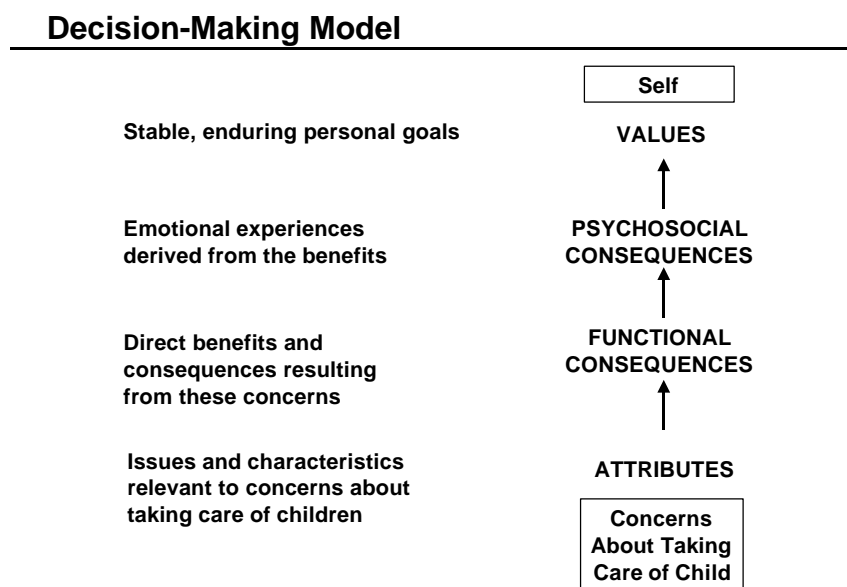 Decision-Making Model
Self
Stable, enduring personal goals
VALUES
Emotional experiences
derived from the benefits
PSYCHOSOCIAL
CONSEQUENCES
Direct benefits and
consequences resulting
from these concerns
FUNCTIONAL
CONSEQUENCES
Issues and characteristics
relevant to concerns about
taking care of children
ATTRIBUTES
Concerns
About Taking
Care of Child